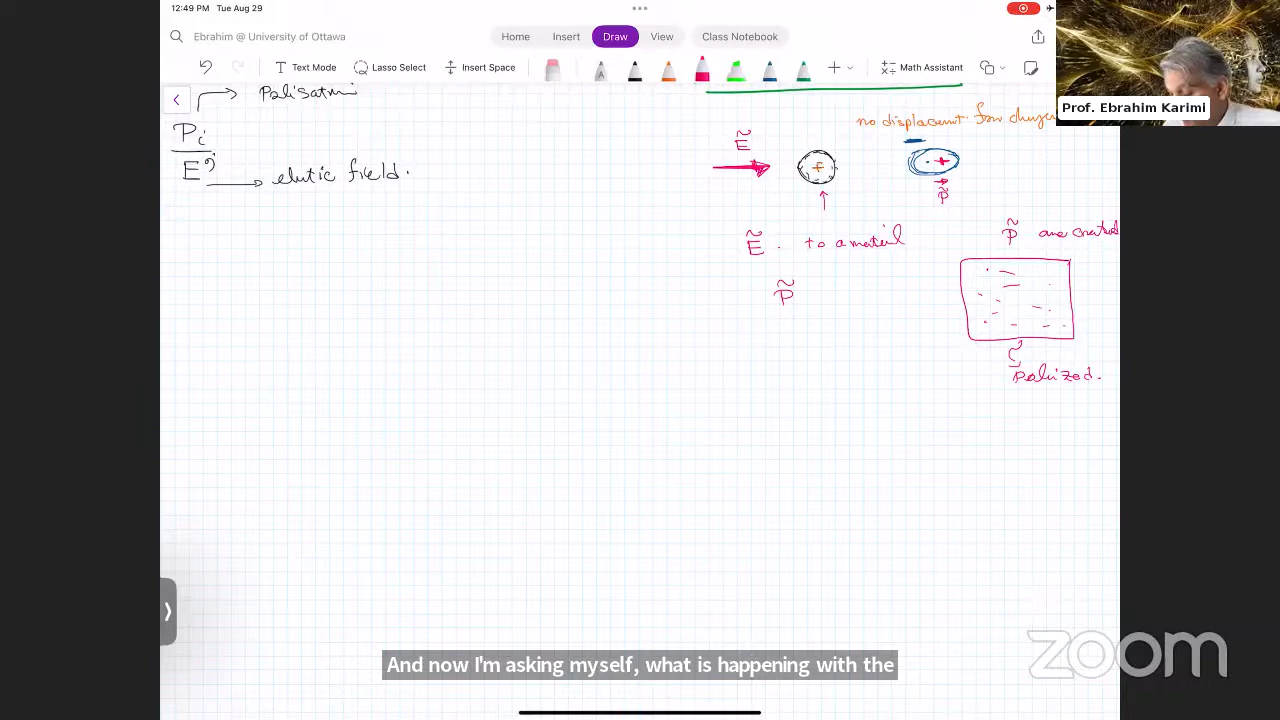 12:49 PM Tue Aug 29
Ebrahim @ University of Ottawa
Home Insert Draw View Class Notebook
Text Mode Lasso Select Insert Space Math Assistant
Prof. Ebrahim Karimi
no displacement for
Ẽ
+
+
P̃
Pᵢ
E → electric field.
Ẽ . to a material
P̃ are created
P̃
polarized.
And now I'm asking myself, what is happening with the
zoom